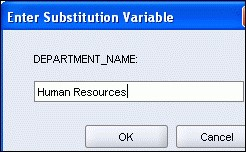 Enter Substitution Variable
DEPARTMENT_NAME:
Human Resources
OK
Cancel